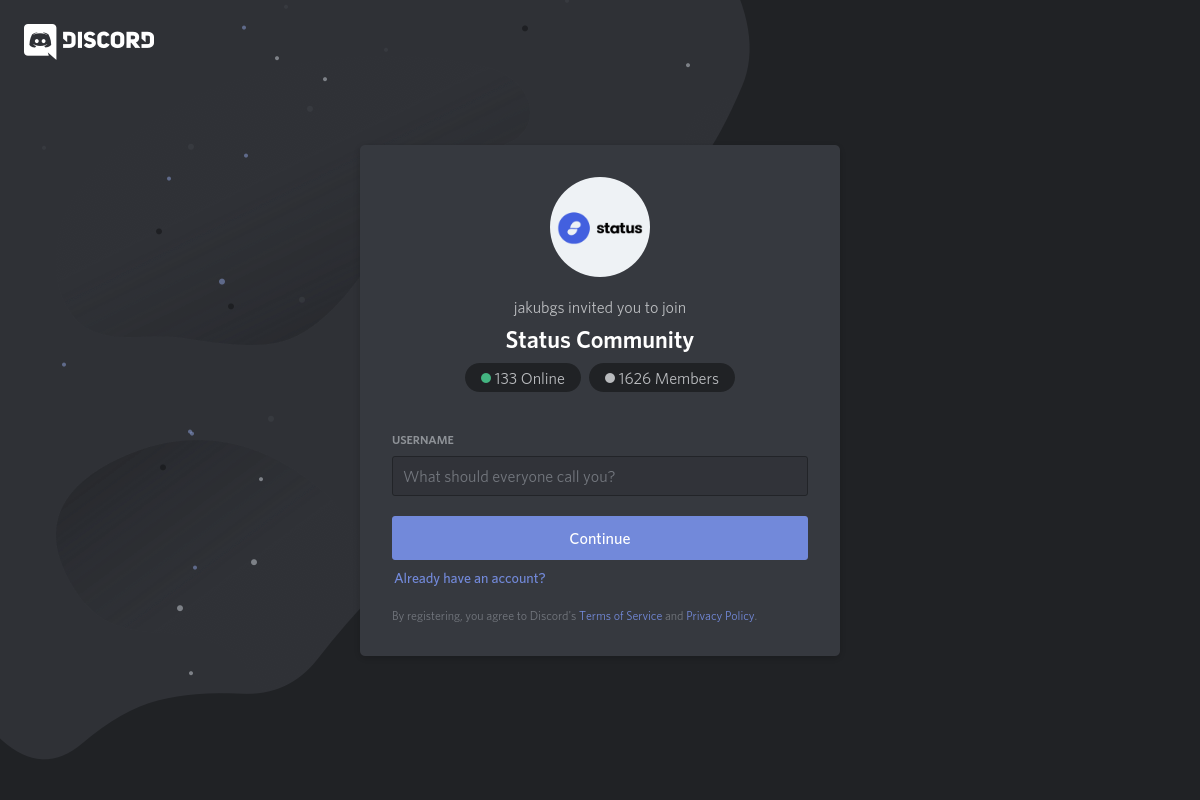 DISCORD
status
jakubgs invited you to join
Status Community
133 Online 1626 Members
USERNAME
What should everyone call you?
Continue
Already have an account?
By registering, you agree to Discord's Terms of Service and Privacy Policy.